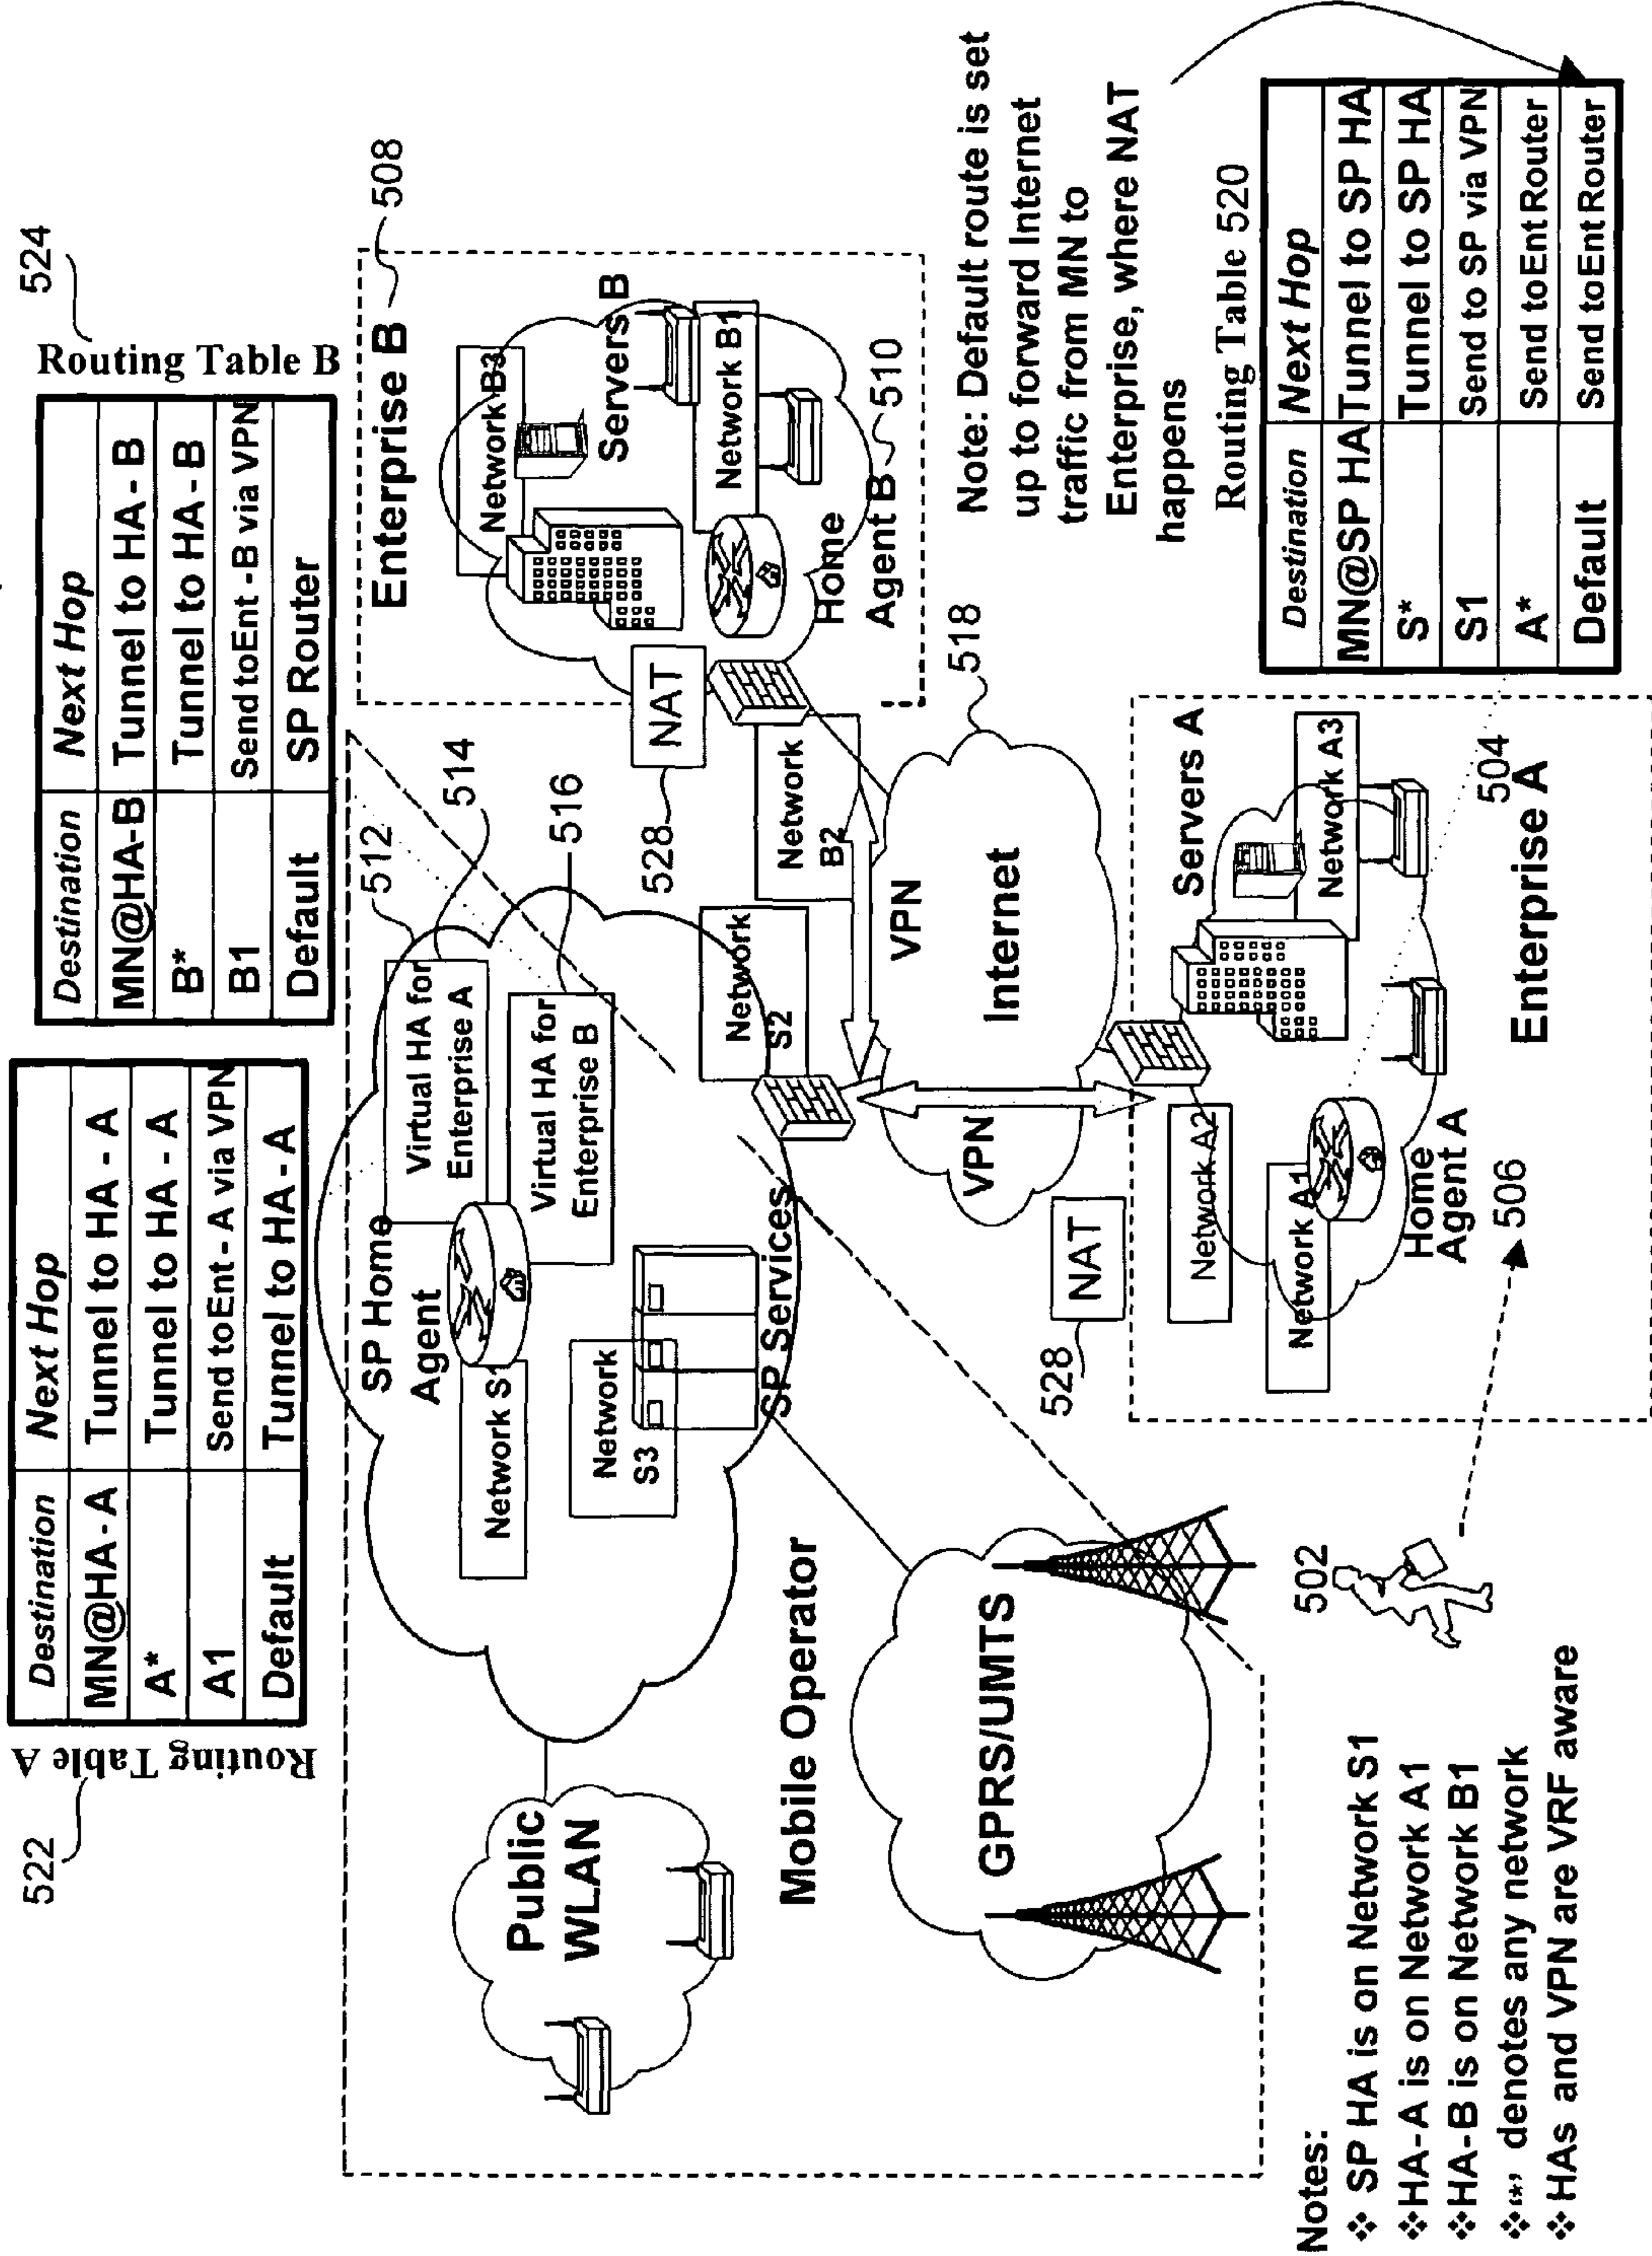 522
Routing Table A
Destination Next Hop
MN@HA-A Tunnel to HA - A
A* Tunnel to HA - A
A1 Send toEnt - A via VPN
Default Tunnel to HA - A
524
Routing Table B
Destination Next Hop
MN@HA-B Tunnel to HA - B
B* Tunnel to HA - B
B1 Send toEnt -B via VPN
Default SP Router
512
514
516
SP Home
Agent
Virtual HA for
Enterprise A
Virtual HA for
Enterprise B
Network S1
Network
S3
SP Services
Network
S2
Public
WLAN
Mobile Operator
GPRS/UMTS
Enterprise B
508
Network B3
Servers B
Network B1
Home
Agent B
510
NAT
528
Network
B2
VPN
Internet
VPN
518
NAT
528
Note: Default route is set
up to forward Internet
traffic from MN to
Enterprise, where NAT
happens
Routing Table 520
Destination Next Hop
MN@SP HA Tunnel to SP HA
S* Tunnel to SP HA
S1 Send to SP via VPN
A* Send toEnt Router
Default Send toEnt Router
Servers A
Network A3
504
Network A2
Network A1
Home
Agent A
Enterprise A
506
502
Notes:
❖ SP HA is on Network S1
❖HA-A is on Network A1
❖HA-B is on Network B1
❖“*” denotes any network
❖HAs and VPN are VRF aware